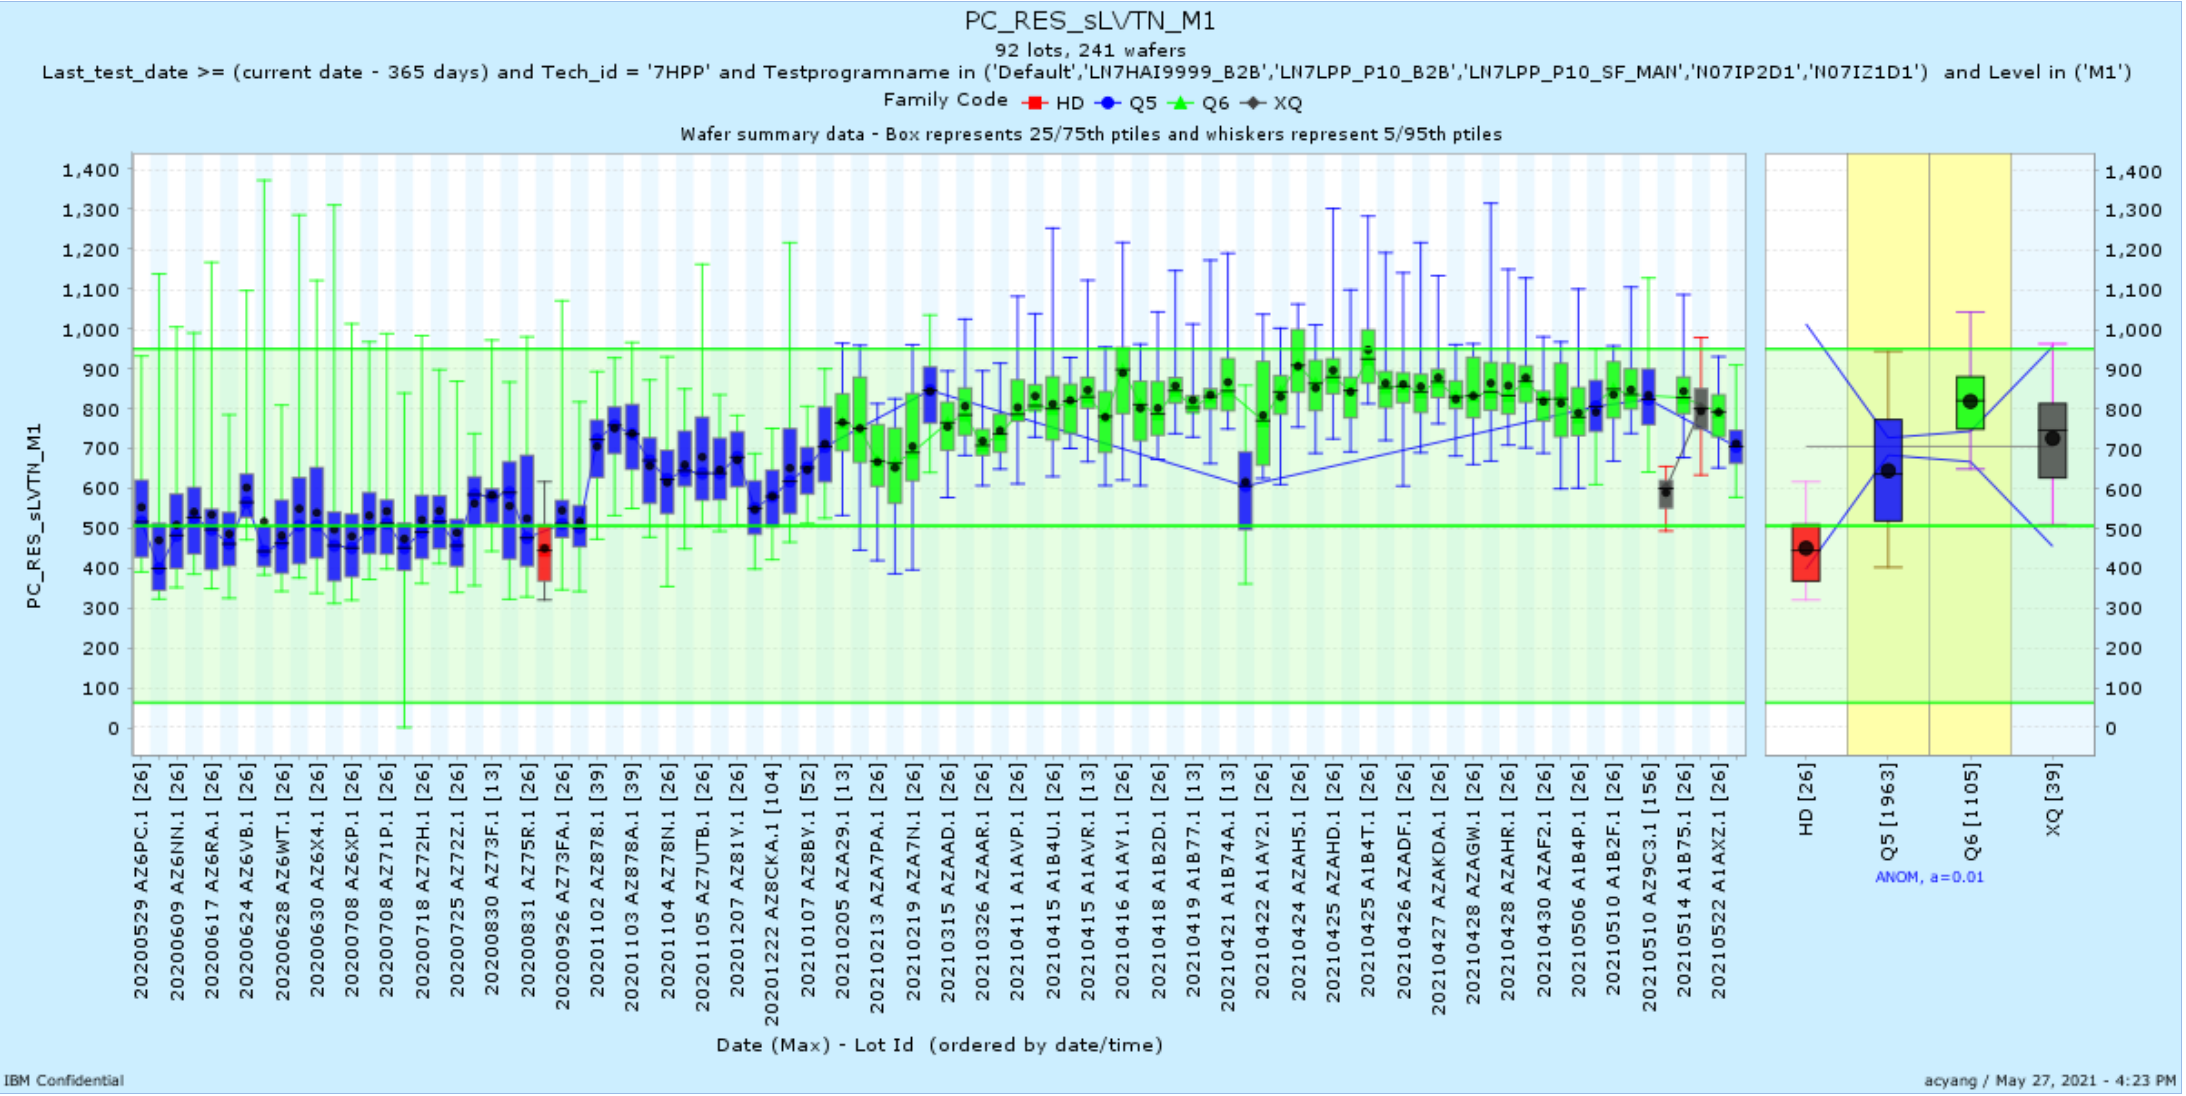 PC_RES_sLVTN_M1
92 lots, 241 wafers
Last_test_date >= (current date - 365 days) and Tech_id = '7HPP' and Testprogramname in ('Default','LN7HAI9999_B2B','LN7LPP_P10_B2B','LN7LPP_P10_SF_MAN','N07IP2D1','N07IZ1D1') and Level in ('M1')
Family Code HD Q5 Q6 XQ
Wafer summary data - Box represents 25/75th ptiles and whiskers represent 5/95th ptiles
PC_RES_sLVTN_M1
1,400
1,300
1,200
1,100
1,000
900
800
700
600
500
400
300
200
100
0
1,400
1,300
1,200
1,100
1,000
900
800
700
600
500
400
300
200
100
0
20200529 AZ6PC.1 [26]
20200609 AZ6NN.1 [26]
20200617 AZ6RA.1 [26]
20200624 AZ6VB.1 [26]
20200628 AZ6WT.1 [26]
20200630 AZ6X4.1 [26]
20200708 AZ6XP.1 [26]
20200708 AZ71P.1 [26]
20200718 AZ72H.1 [26]
20200725 AZ72Z.1 [26]
20200830 AZ73F.1 [13]
20200831 AZ75R.1 [26]
20200926 AZ73FA.1 [26]
20201102 AZ878.1 [39]
20201103 AZ878A.1 [39]
20201104 AZ78N.1 [26]
20201105 AZ7UTB.1 [26]
20201207 AZ81Y.1 [26]
20201222 AZ8CKA.1 [104]
20210107 AZ8BY.1 [52]
20210205 AZA29.1 [13]
20210213 AZA7PA.1 [26]
20210219 AZA7N.1 [26]
20210315 AZAAD.1 [26]
20210326 AZAAR.1 [26]
20210411 A1AVP.1 [26]
20210415 A1B4U.1 [26]
20210415 A1AVR.1 [13]
20210416 A1AY1.1 [26]
20210418 A1B2D.1 [26]
20210419 A1B77.1 [13]
20210421 A1B74A.1 [13]
20210422 A1AY2.1 [26]
20210424 AZAH5.1 [26]
20210425 AZAHD.1 [26]
20210425 A1B4T.1 [26]
20210426 AZADF.1 [26]
20210427 AZAKDA.1 [26]
20210428 AZAGW.1 [26]
20210428 AZAHR.1 [26]
20210430 AZAF2.1 [26]
20210506 A1B4P.1 [26]
20210510 A1B2F.1 [26]
20210510 AZ9C3.1 [156]
20210514 A1B75.1 [26]
20210522 A1AXZ.1 [26]
HD [26]
Q5 [1963]
Q6 [1105]
XQ [39]
ANOM, a=0.01
Date (Max) - Lot Id (ordered by date/time)
IBM Confidential
acyang / May 27, 2021 - 4:23 PM